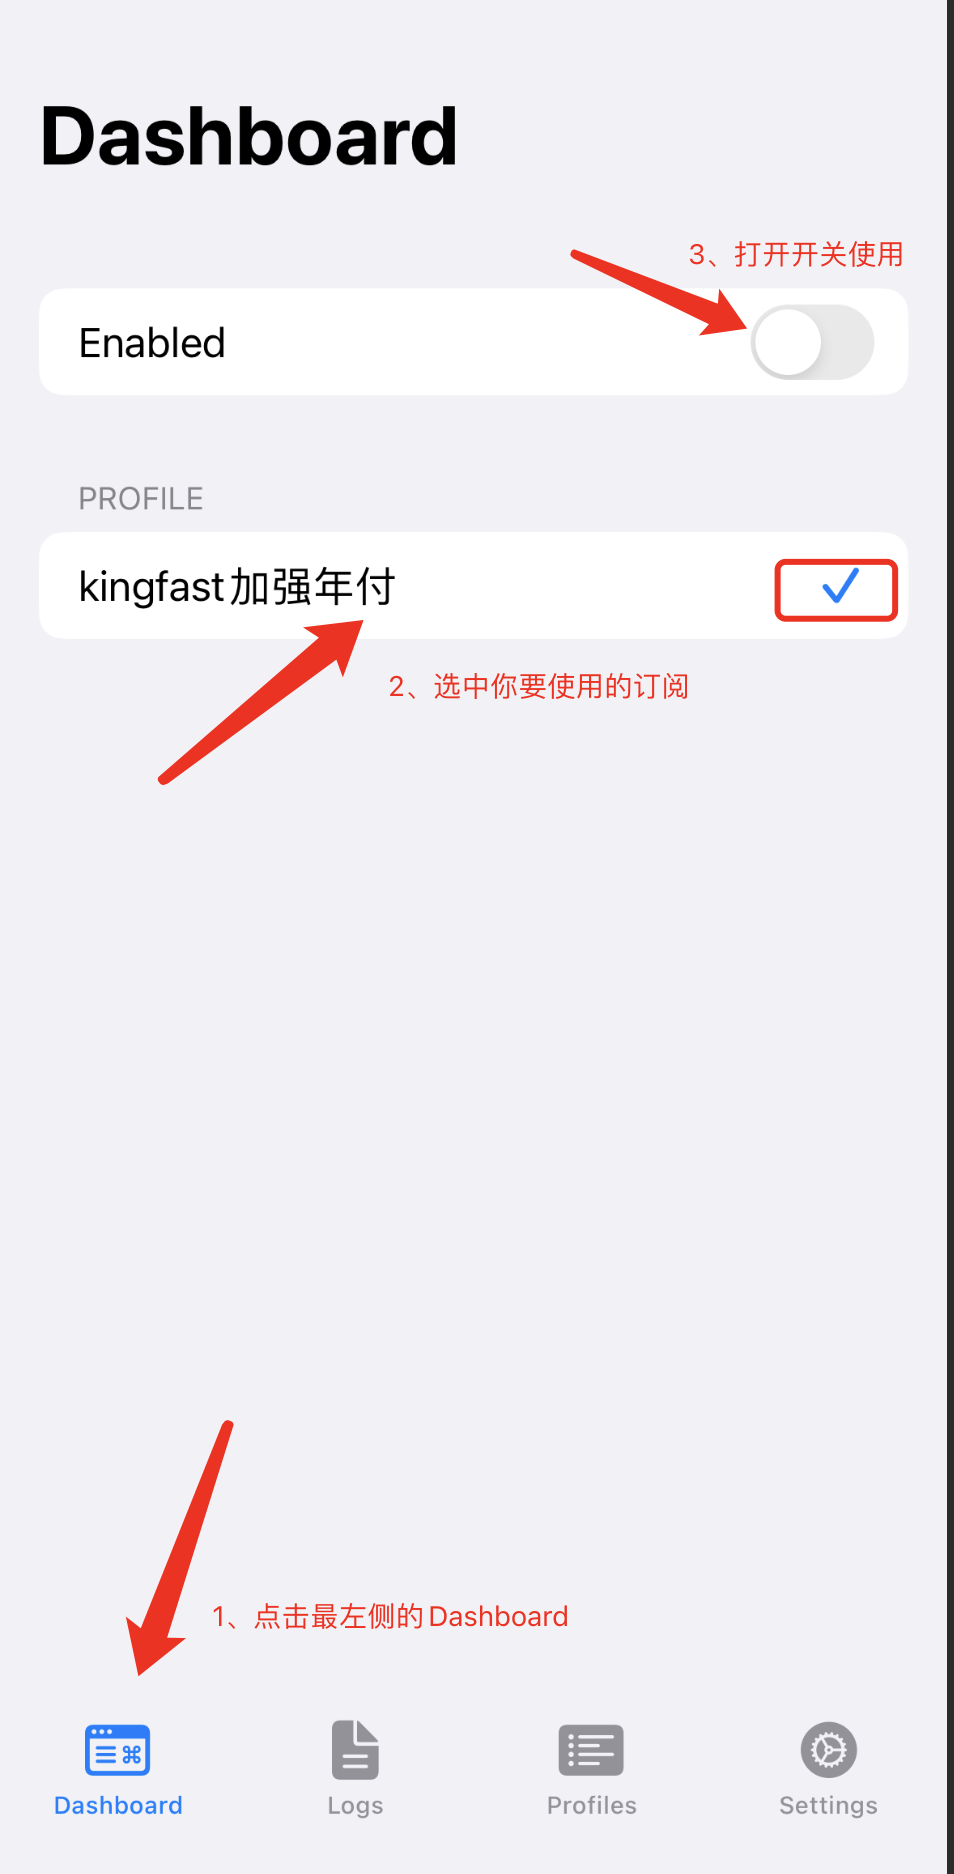 Dashboard
3、打开开关使用
Enabled
PROFILE
kingfast加强年付
2、选中你要使用的订阅
1、点击最左侧的Dashboard
Dashboard
Logs
Profiles
Settings